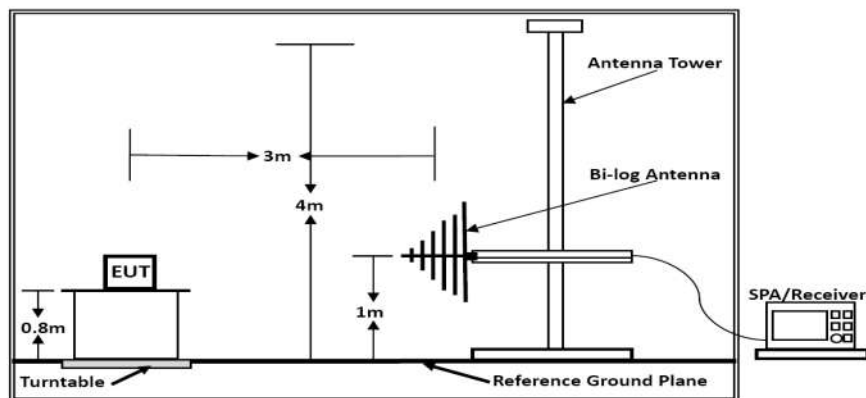 Antenna Tower
3m
Bi-log Antenna
4m
EUT
SPA/Receiver
0.8m
1m
Turntable
Reference Ground Plane